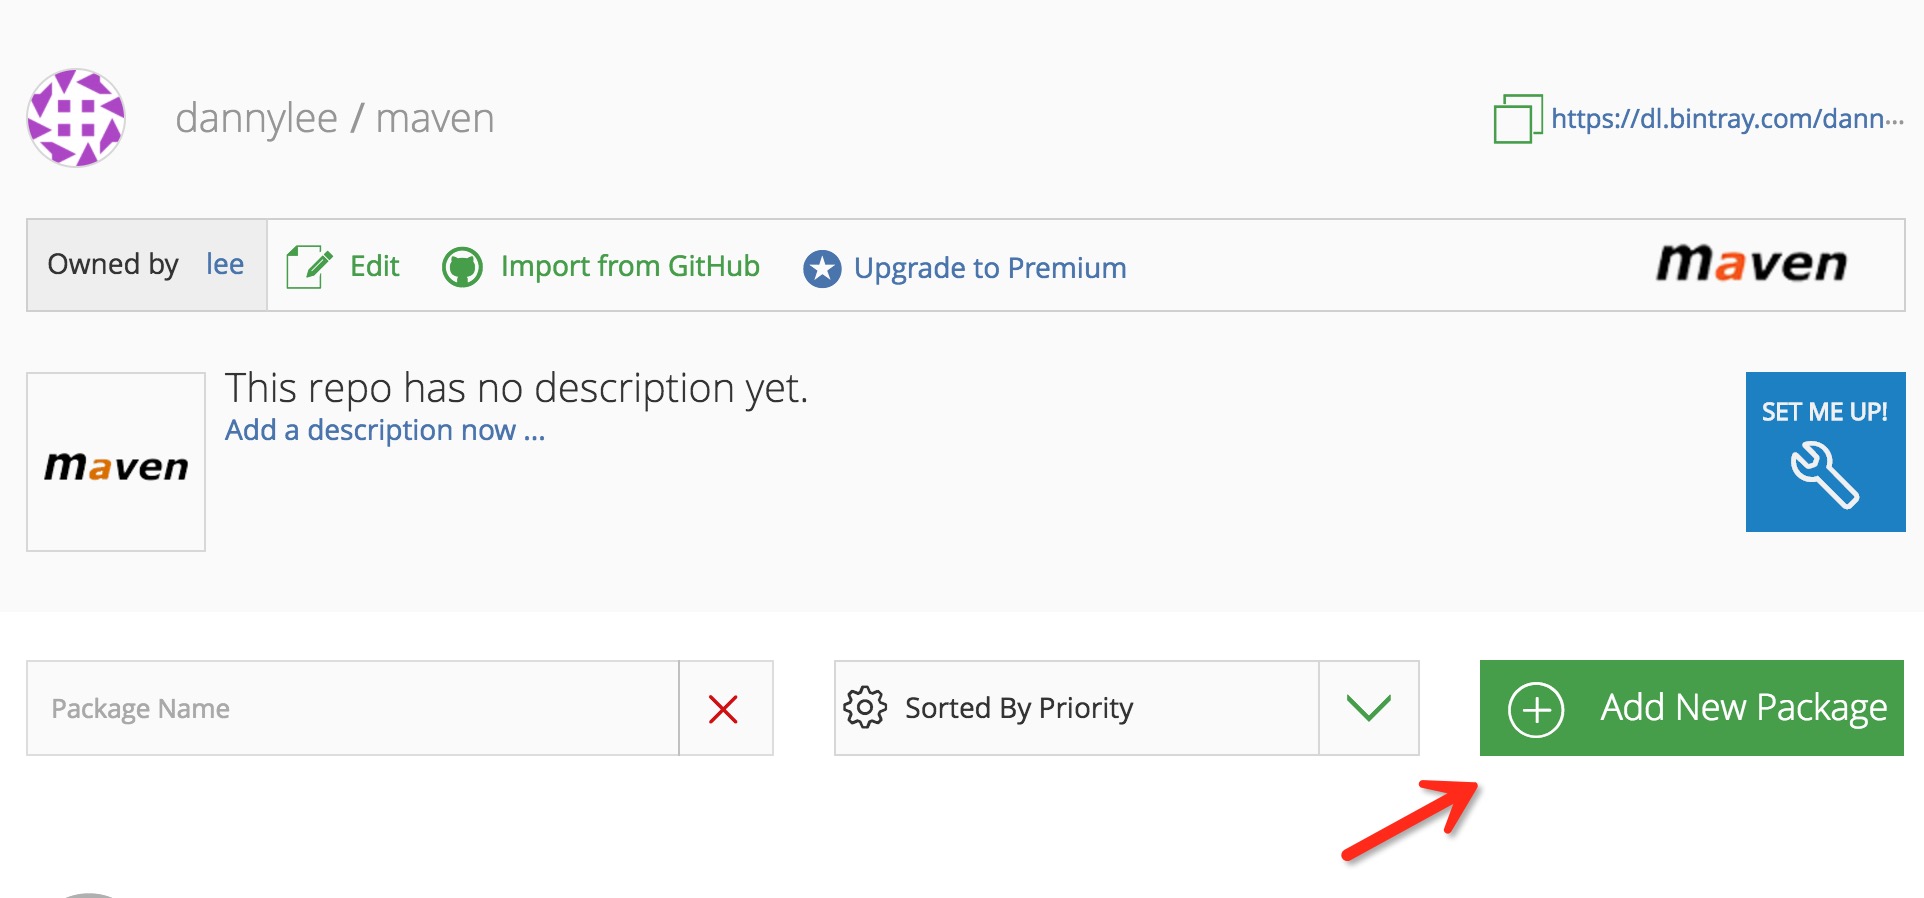 dannylee / maven
https://dl.bintray.com/dann...
Owned by lee
Edit
Import from GitHub
Upgrade to Premium
maven
maven
This repo has no description yet.
Add a description now ...
SET ME UP!
Package Name
Sorted By Priority
Add New Package